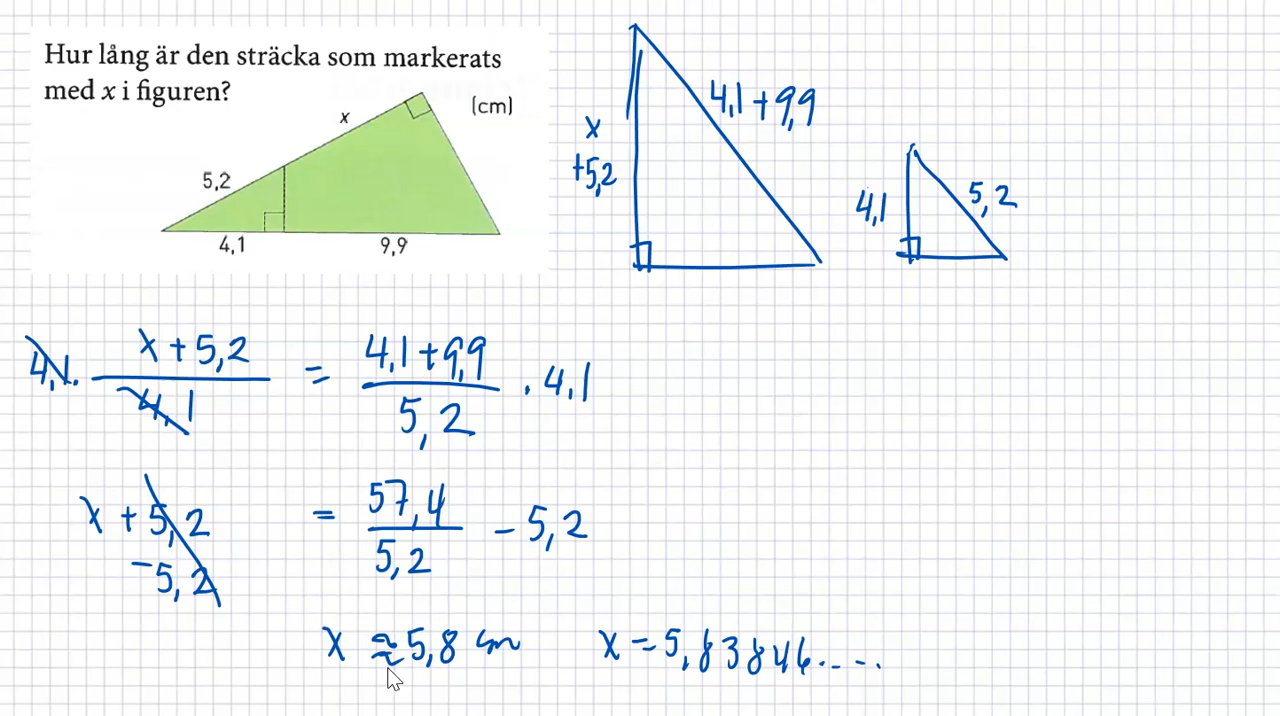 Hur lång är den sträcka som markerats
med x i figuren?
x
(cm)
5,2
4,1
9,9
x
+5,2
4,1+9,9
4,1
5,2
4,1 · (x+5,2)/4,1 = (4,1+9,9)/5,2 · 4,1
x + 5,2 - 5,2 = 57,4/5,2 - 5,2
x ≈ 5,8 cm
x = 5,83846.....